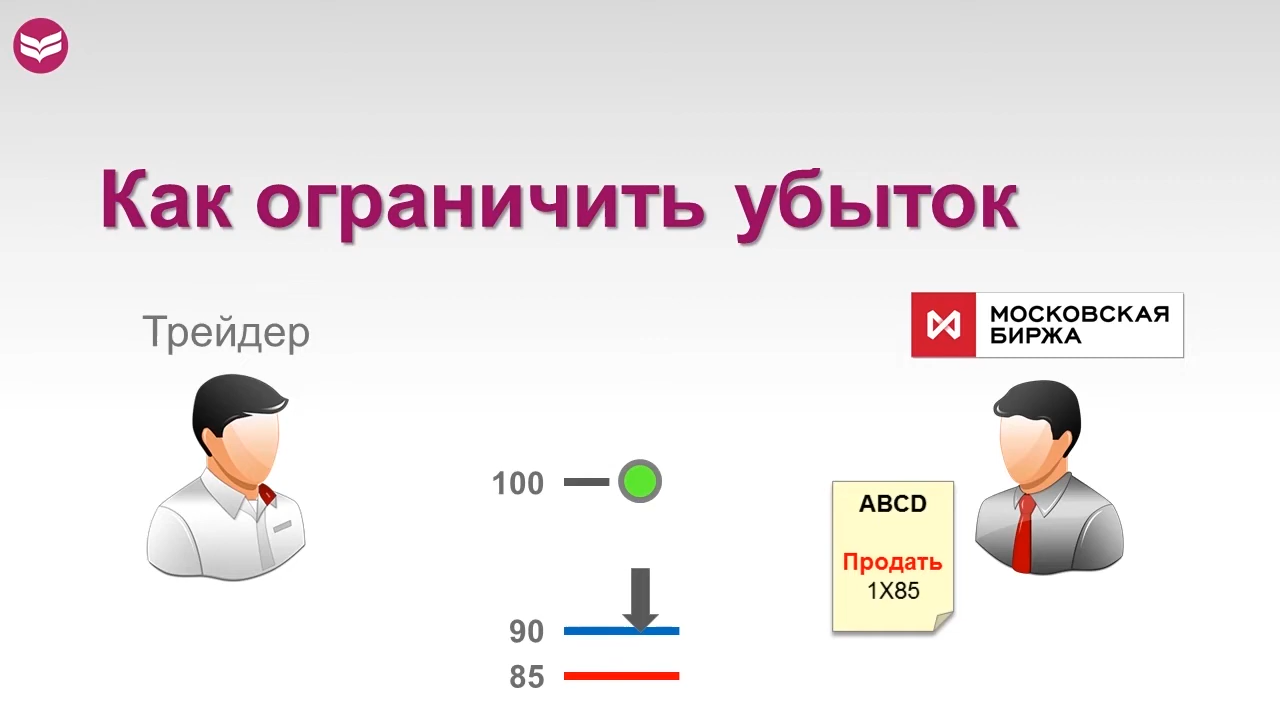 Как ограничить убыток
Трейдер
МОСКОВСКАЯ
БИРЖА
100
90
85
ABCD
Продать
1X85